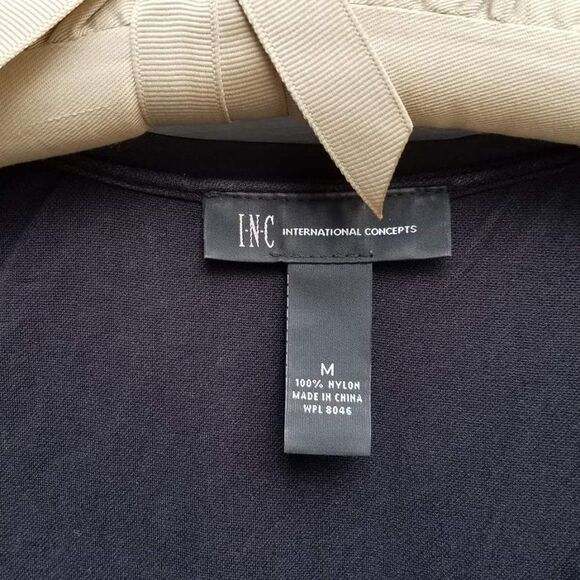 I·N·C INTERNATIONAL CONCEPTS
M
100% NYLON
MADE IN CHINA
WPL 8046